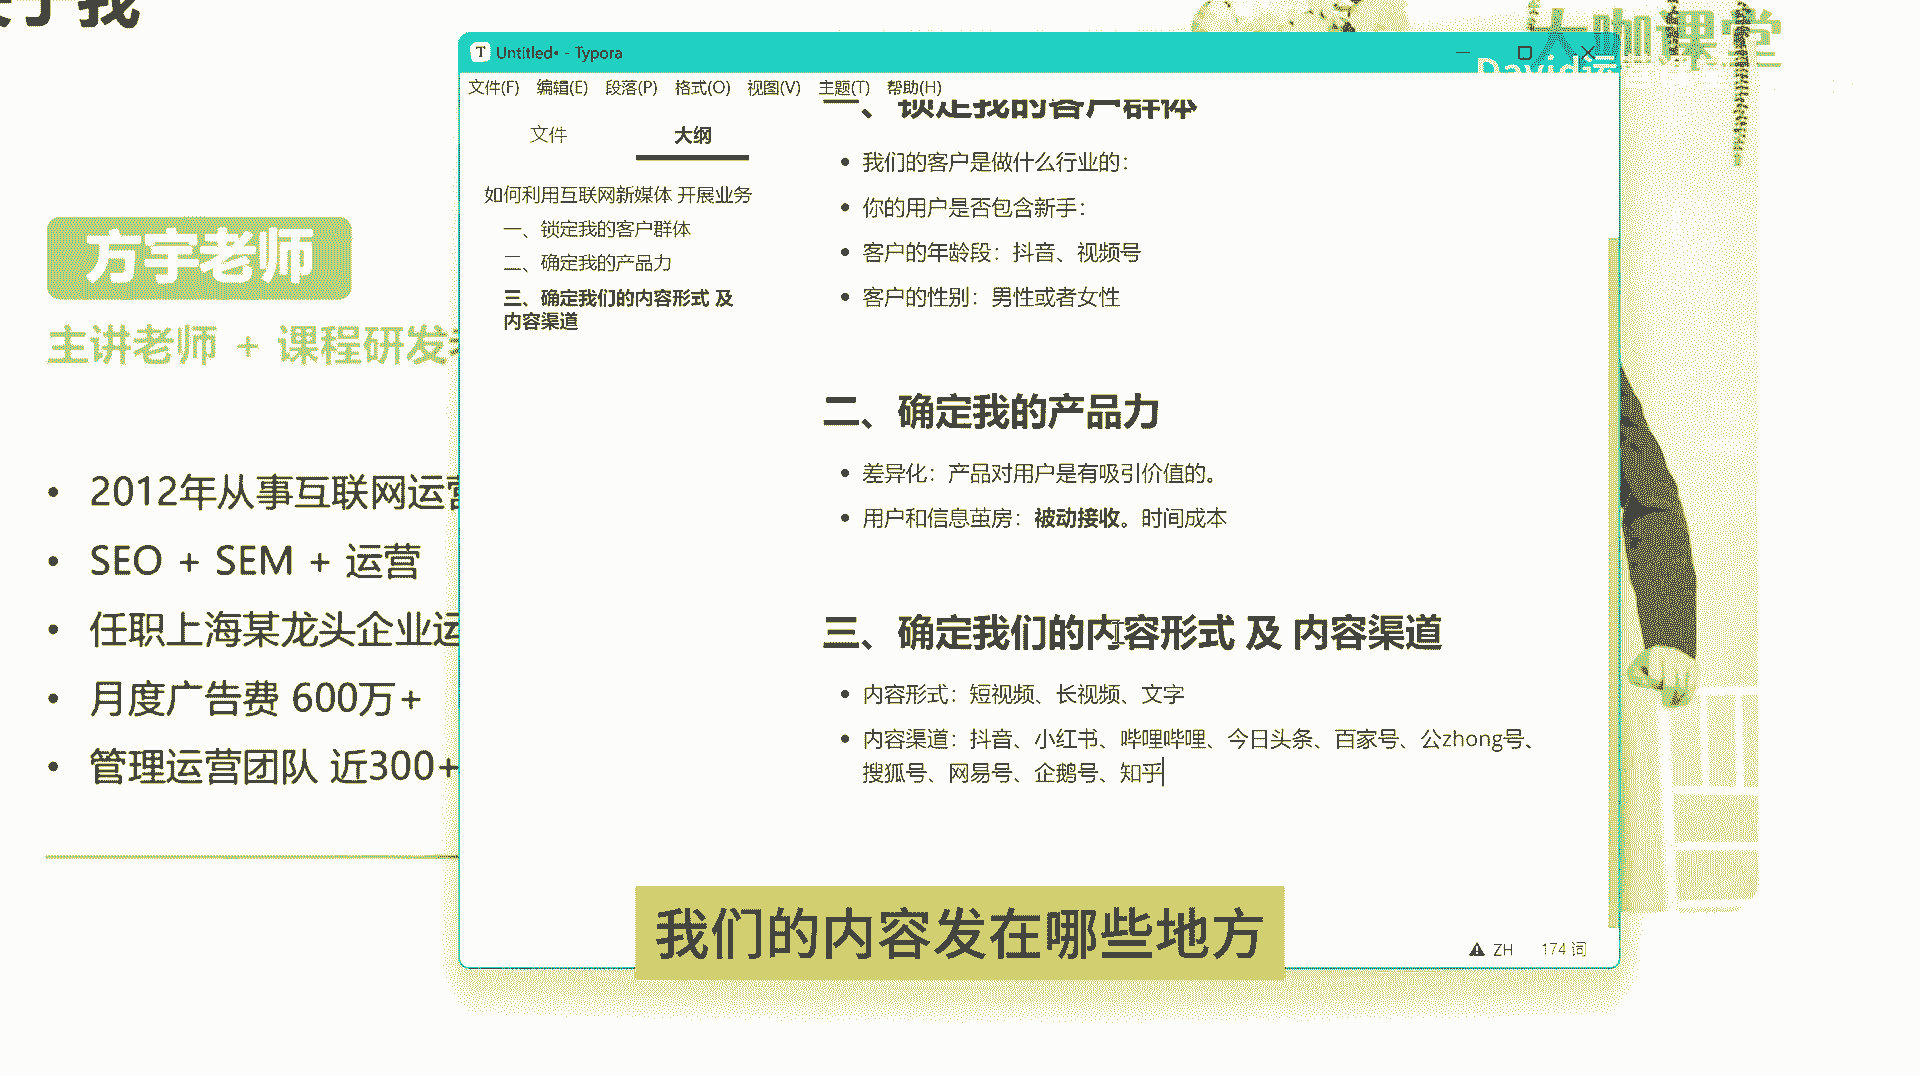 于我
大咖课堂
David运营
Untitled• - Typora
文件(F) 编辑(E) 段落(P) 格式(O) 视图(V) 主题(T) 帮助(H)
文件 大纲
如何利用互联网新媒体 开展业务
一、锁定我的客户群体
二、确定我的产品力
三、确定我们的内容形式 及
内容渠道
一、锁定我的客户群体
• 我们的客户是做什么行业的：
• 你的用户是否包含新手：
• 客户的年龄段：抖音、视频号
• 客户的性别：男性或者女性
二、确定我的产品力
• 差异化：产品对用户是有吸引价值的。
• 用户和信息茧房：被动接收。时间成本
三、确定我们的内容形式 及 内容渠道
• 内容形式：短视频、长视频、文字
• 内容渠道：抖音、小红书、哔哩哔哩、今日头条、百家号、公zhong号、
搜狐号、网易号、企鹅号、知乎
ZH 174 词
方宇老师
主讲老师 + 课程研发
• 2012年从事互联网运营
• SEO + SEM + 运营
• 任职上海某龙头企业运
• 月度广告费 600万+
• 管理运营团队 近300+
我们的内容发在哪些地方